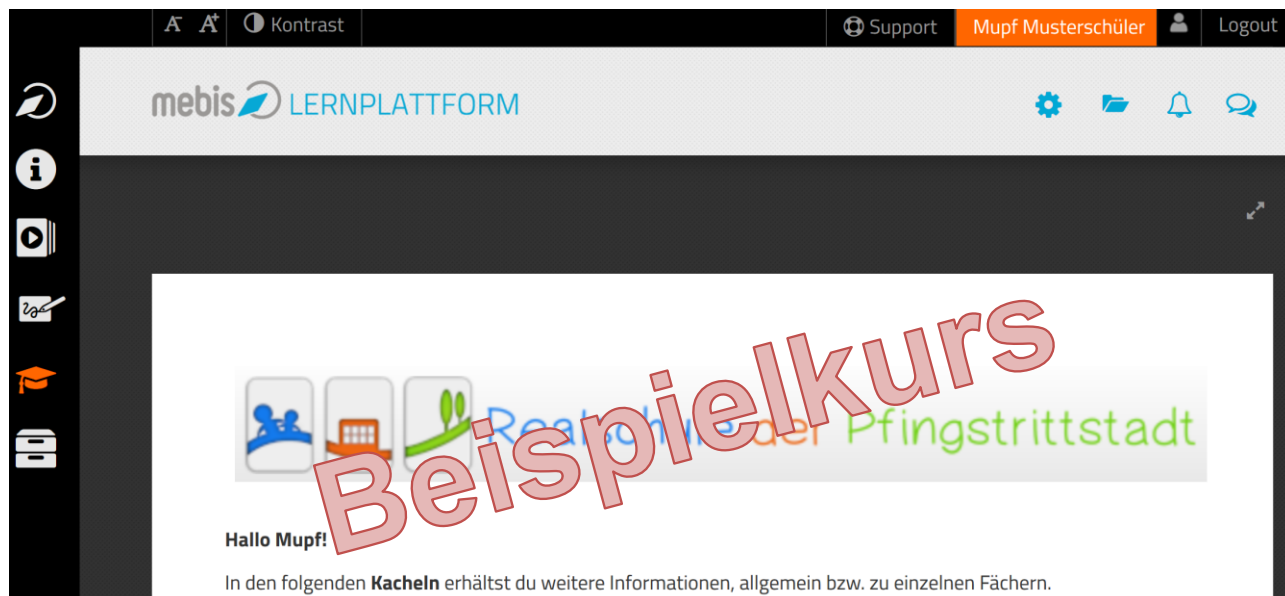 A- A+ Kontrast Support Mupf Musterschüler Logout
mebis LERNPLATTFORM
Realschule der Pfingstrittstadt
Beispielkurs
Hallo Mupf!
In den folgenden Kacheln erhältst du weitere Informationen, allgemein bzw. zu einzelnen Fächern.